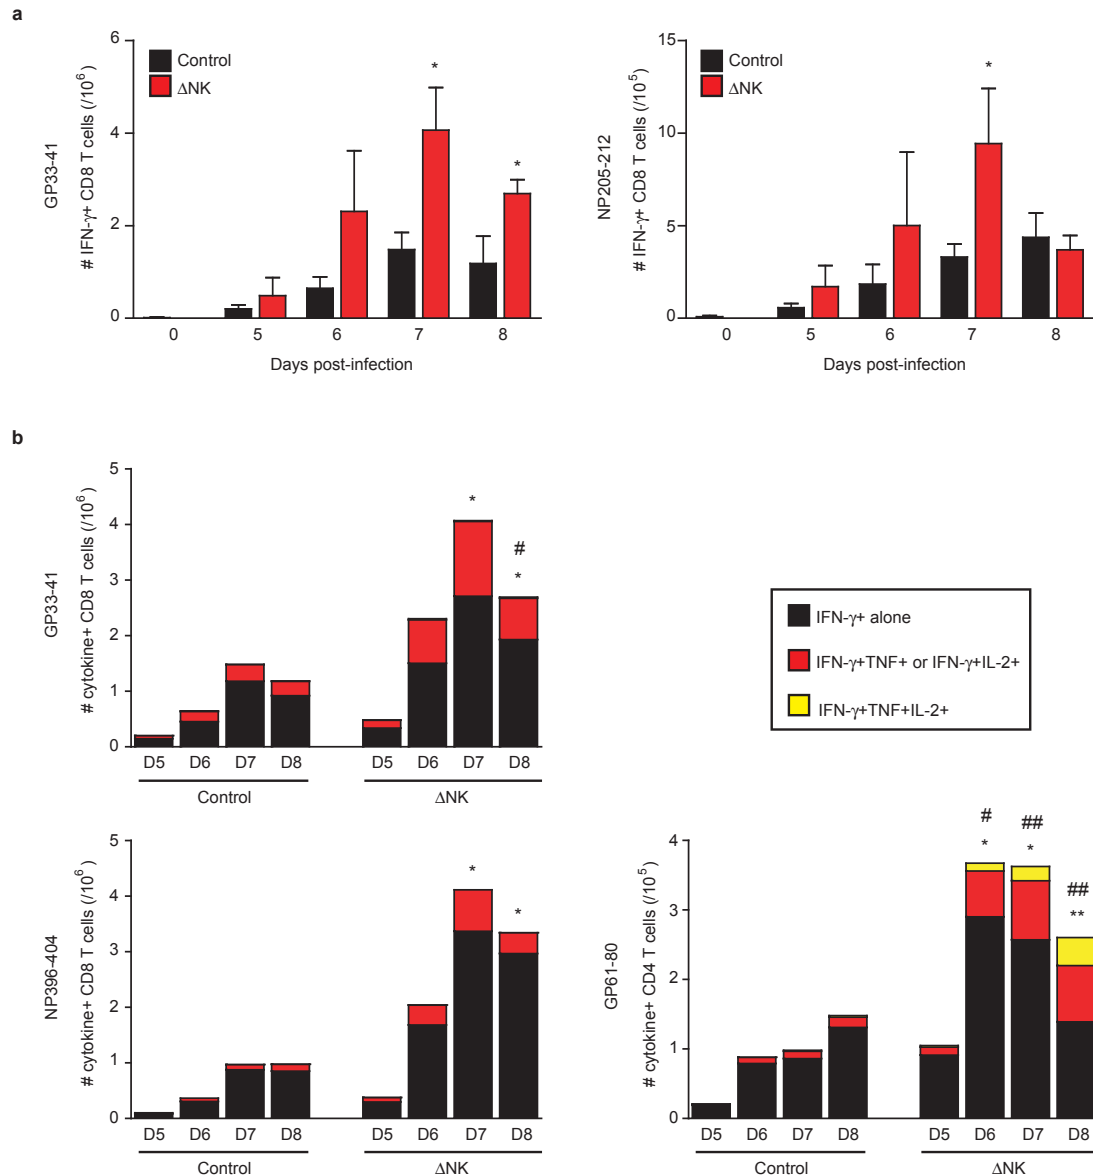 a
6
4
2
0
GP33-41
# IFN-γ+ CD8 T cells (/10^6)
Control
ΔNK
*
*
0 5 6 7 8
Days post-infection
15
10
5
0
NP205-212
# IFN-γ+ CD8 T cells (/10^5)
Control
ΔNK
*
0 5 6 7 8
Days post-infection
b
5
4
3
2
1
0
GP33-41
# cytokine+ CD8 T cells (/10^6)
*
#
*
D5 D6 D7 D8 D5 D6 D7 D8
Control ΔNK
IFN-γ+ alone
IFN-γ+TNF+ or IFN-γ+IL-2+
IFN-γ+TNF+IL-2+
5
4
3
2
1
0
NP396-404
# cytokine+ CD8 T cells (/10^6)
*
*
D5 D6 D7 D8 D5 D6 D7 D8
Control ΔNK
4
3
2
1
0
GP61-80
# cytokine+ CD4 T cells (/10^5)
#
*
##
*
##
**
D5 D6 D7 D8 D5 D6 D7 D8
Control ΔNK